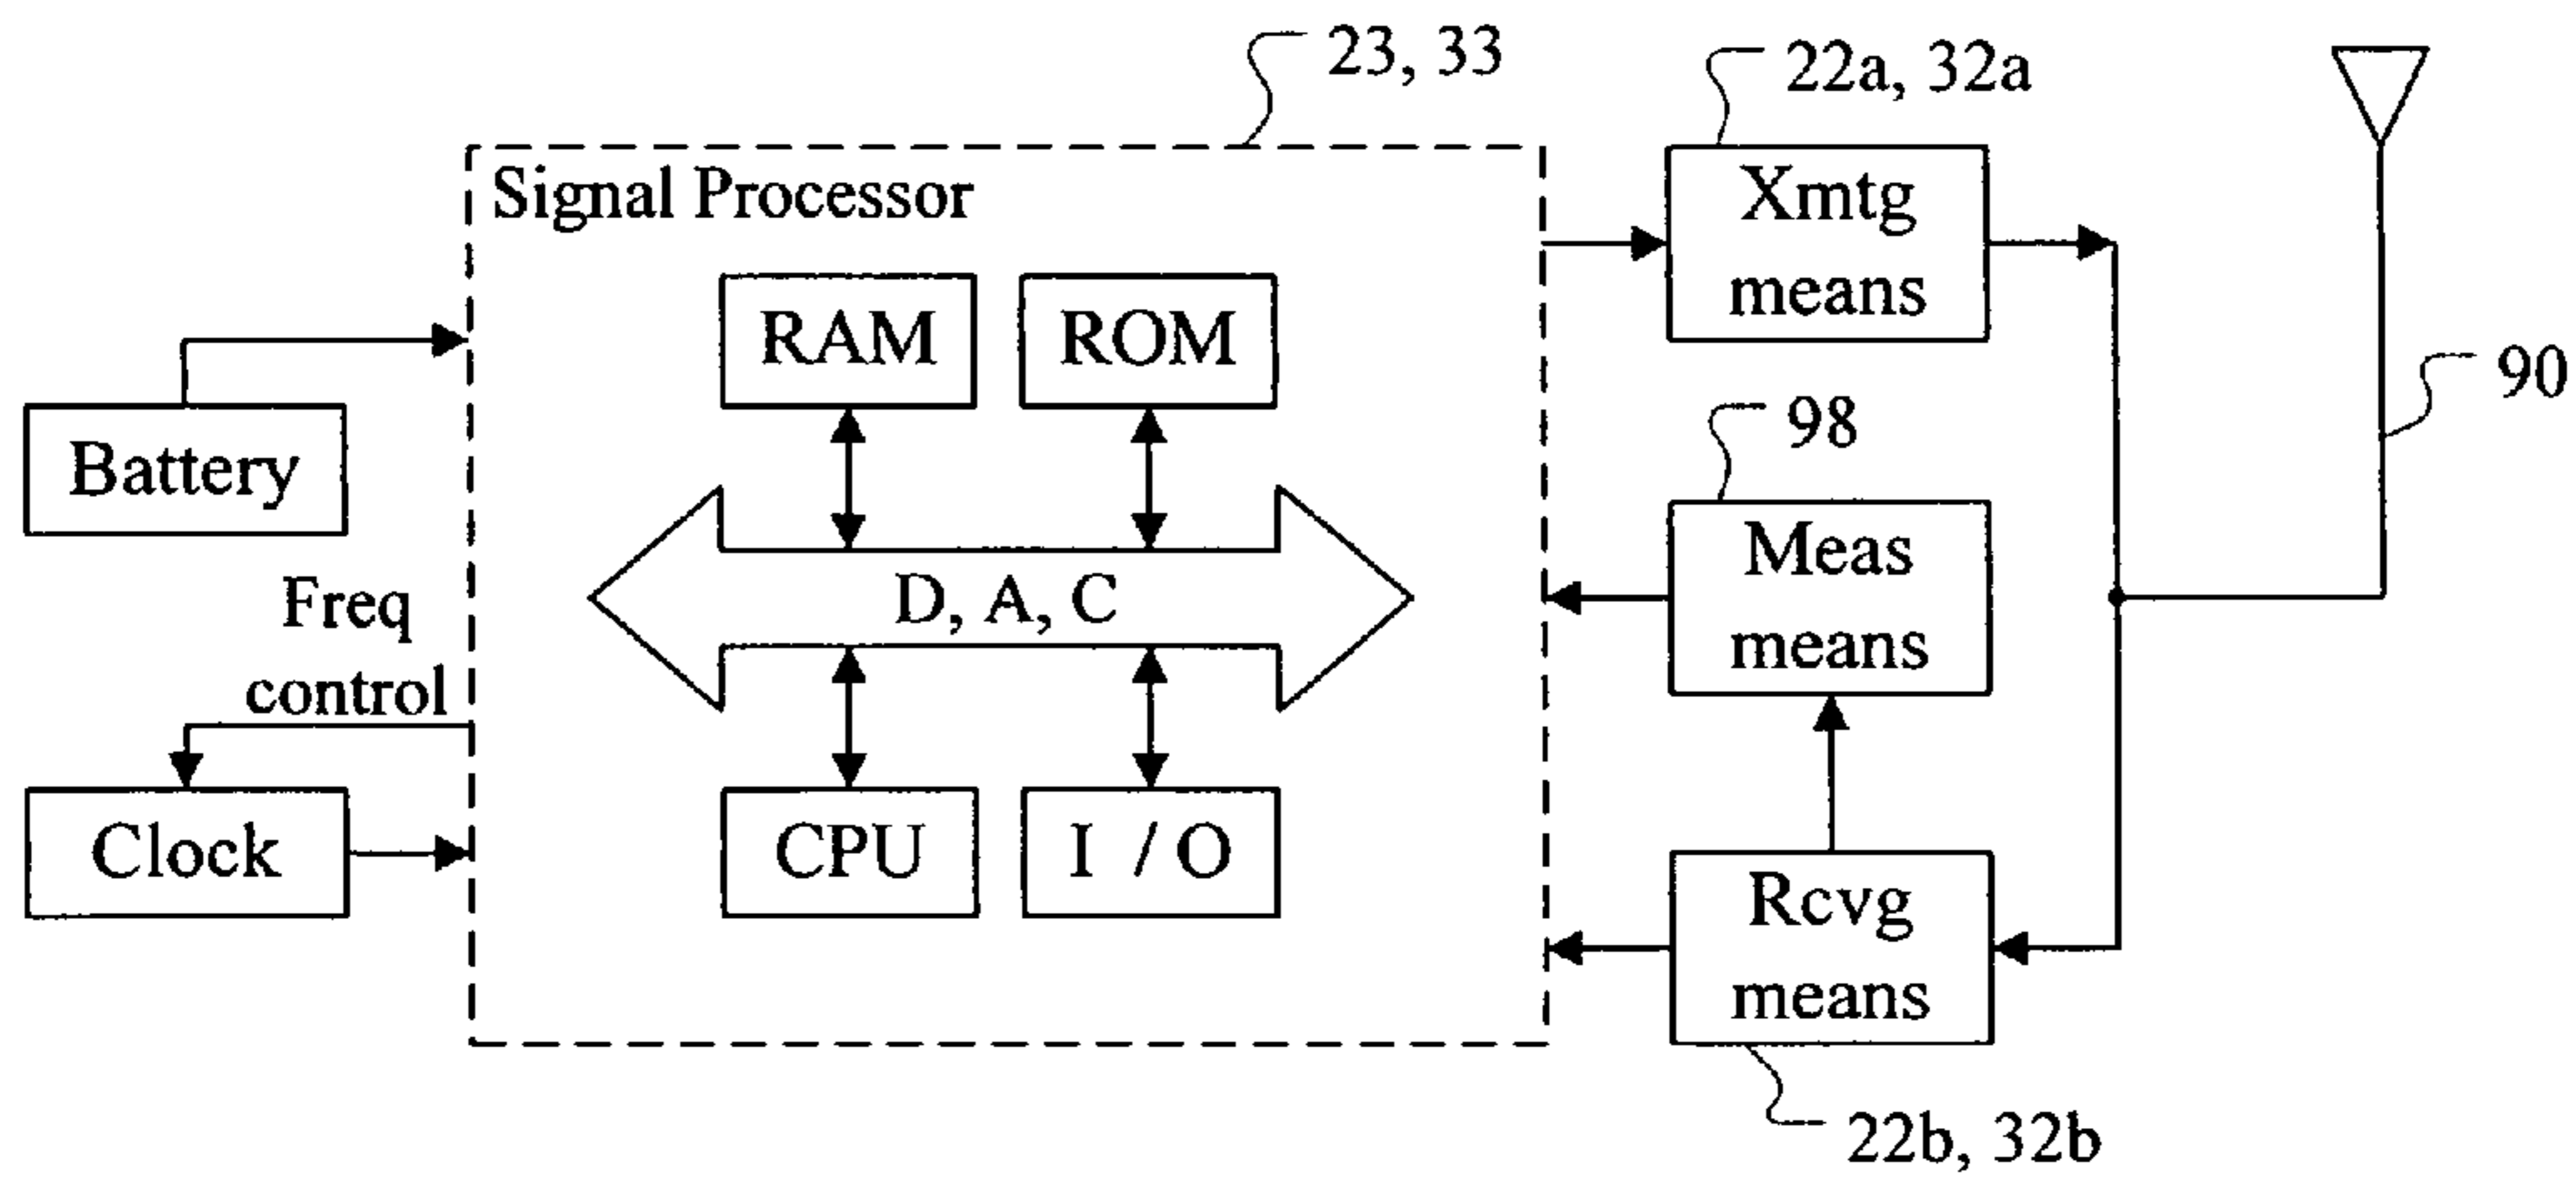 23, 33
22a, 32a
Signal Processor
Xmtg
means
RAM
ROM
90
98
Battery
Meas
means
Freq
control
D, A, C
Clock
CPU
I / O
Rcvg
means
22b, 32b